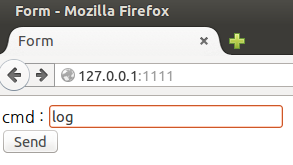 Form - Mozilla Firefox
Form
127.0.0.1:1111
cmd : log
Send